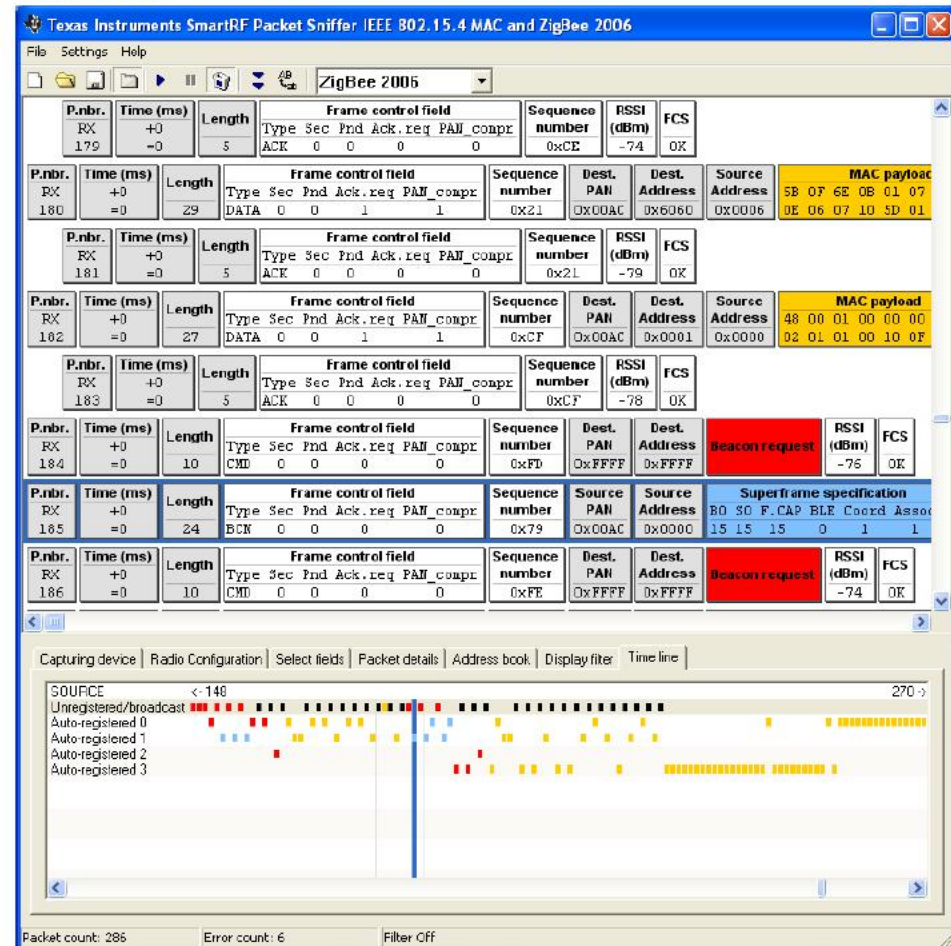 Texas Instruments SmartRF Packet Sniffer IEEE 802.15.4 MAC and ZigBee 2006
File Settings Help
ZigBee 2006
P.nbr. Time (ms) Length Frame control field Sequence RSSI FCS
RX +0 Type Sec Pnd Ack.req PAN_compr number (dBm)
179 =0 5 ACK 0 0 0 0 0xCE -74 OK
P.nbr. Time (ms) Length Frame control field Sequence Dest. Dest. Source MAC payload
RX +0 Type Sec Pnd Ack.req PAN_compr number PAN Address Address 5B 0F 6E 0B 01 07
180 =0 29 DATA 0 0 1 1 0x21 0x00AC 0x6060 0x0006 0E 06 07 10 5D 01
P.nbr. Time (ms) Length Frame control field Sequence RSSI FCS
RX +0 Type Sec Pnd Ack.req PAN_compr number (dBm)
181 =0 5 ACK 0 0 0 0 0x21 -79 OK
P.nbr. Time (ms) Length Frame control field Sequence Dest. Dest. Source MAC payload
RX +0 Type Sec Pnd Ack.req PAN_compr number PAN Address Address 48 00 01 00 00 00
182 =0 27 DATA 0 0 1 1 0xCF 0x00AC 0x0001 0x0000 02 01 01 00 10 0F
P.nbr. Time (ms) Length Frame control field Sequence RSSI FCS
RX +0 Type Sec Pnd Ack.req PAN_compr number (dBm)
183 =0 5 ACK 0 0 0 0 0xCF -78 OK
P.nbr. Time (ms) Length Frame control field Sequence Dest. Dest. Beacon request RSSI FCS
RX +0 Type Sec Pnd Ack.req PAN_compr number PAN Address (dBm)
184 =0 10 CMD 0 0 0 0 0xFD 0xFFFF 0xFFFF -76 OK
P.nbr. Time (ms) Length Frame control field Sequence Source Source Superframe specification
RX +0 Type Sec Pnd Ack.req PAN_compr number PAN Address BO SO F.CAP BLE Coord Assoc
185 =0 24 BCN 0 0 0 0 0x79 0x00AC 0x0000 15 15 15 0 1 1
P.nbr. Time (ms) Length Frame control field Sequence Dest. Dest. Beacon request RSSI FCS
RX +0 Type Sec Pnd Ack.req PAN_compr number PAN Address (dBm)
186 =0 10 CMD 0 0 0 0 0xFE 0xFFFF 0xFFFF -74 OK
Capturing device Radio Configuration Select fields Packet details Address book Display filter Time line
SOURCE <-148 270->
Unregistered/broadcast
Auto-registered 0
Auto-registered 1
Auto-registered 2
Auto-registered 3
Packet count: 286 Error count: 6 Filter Off